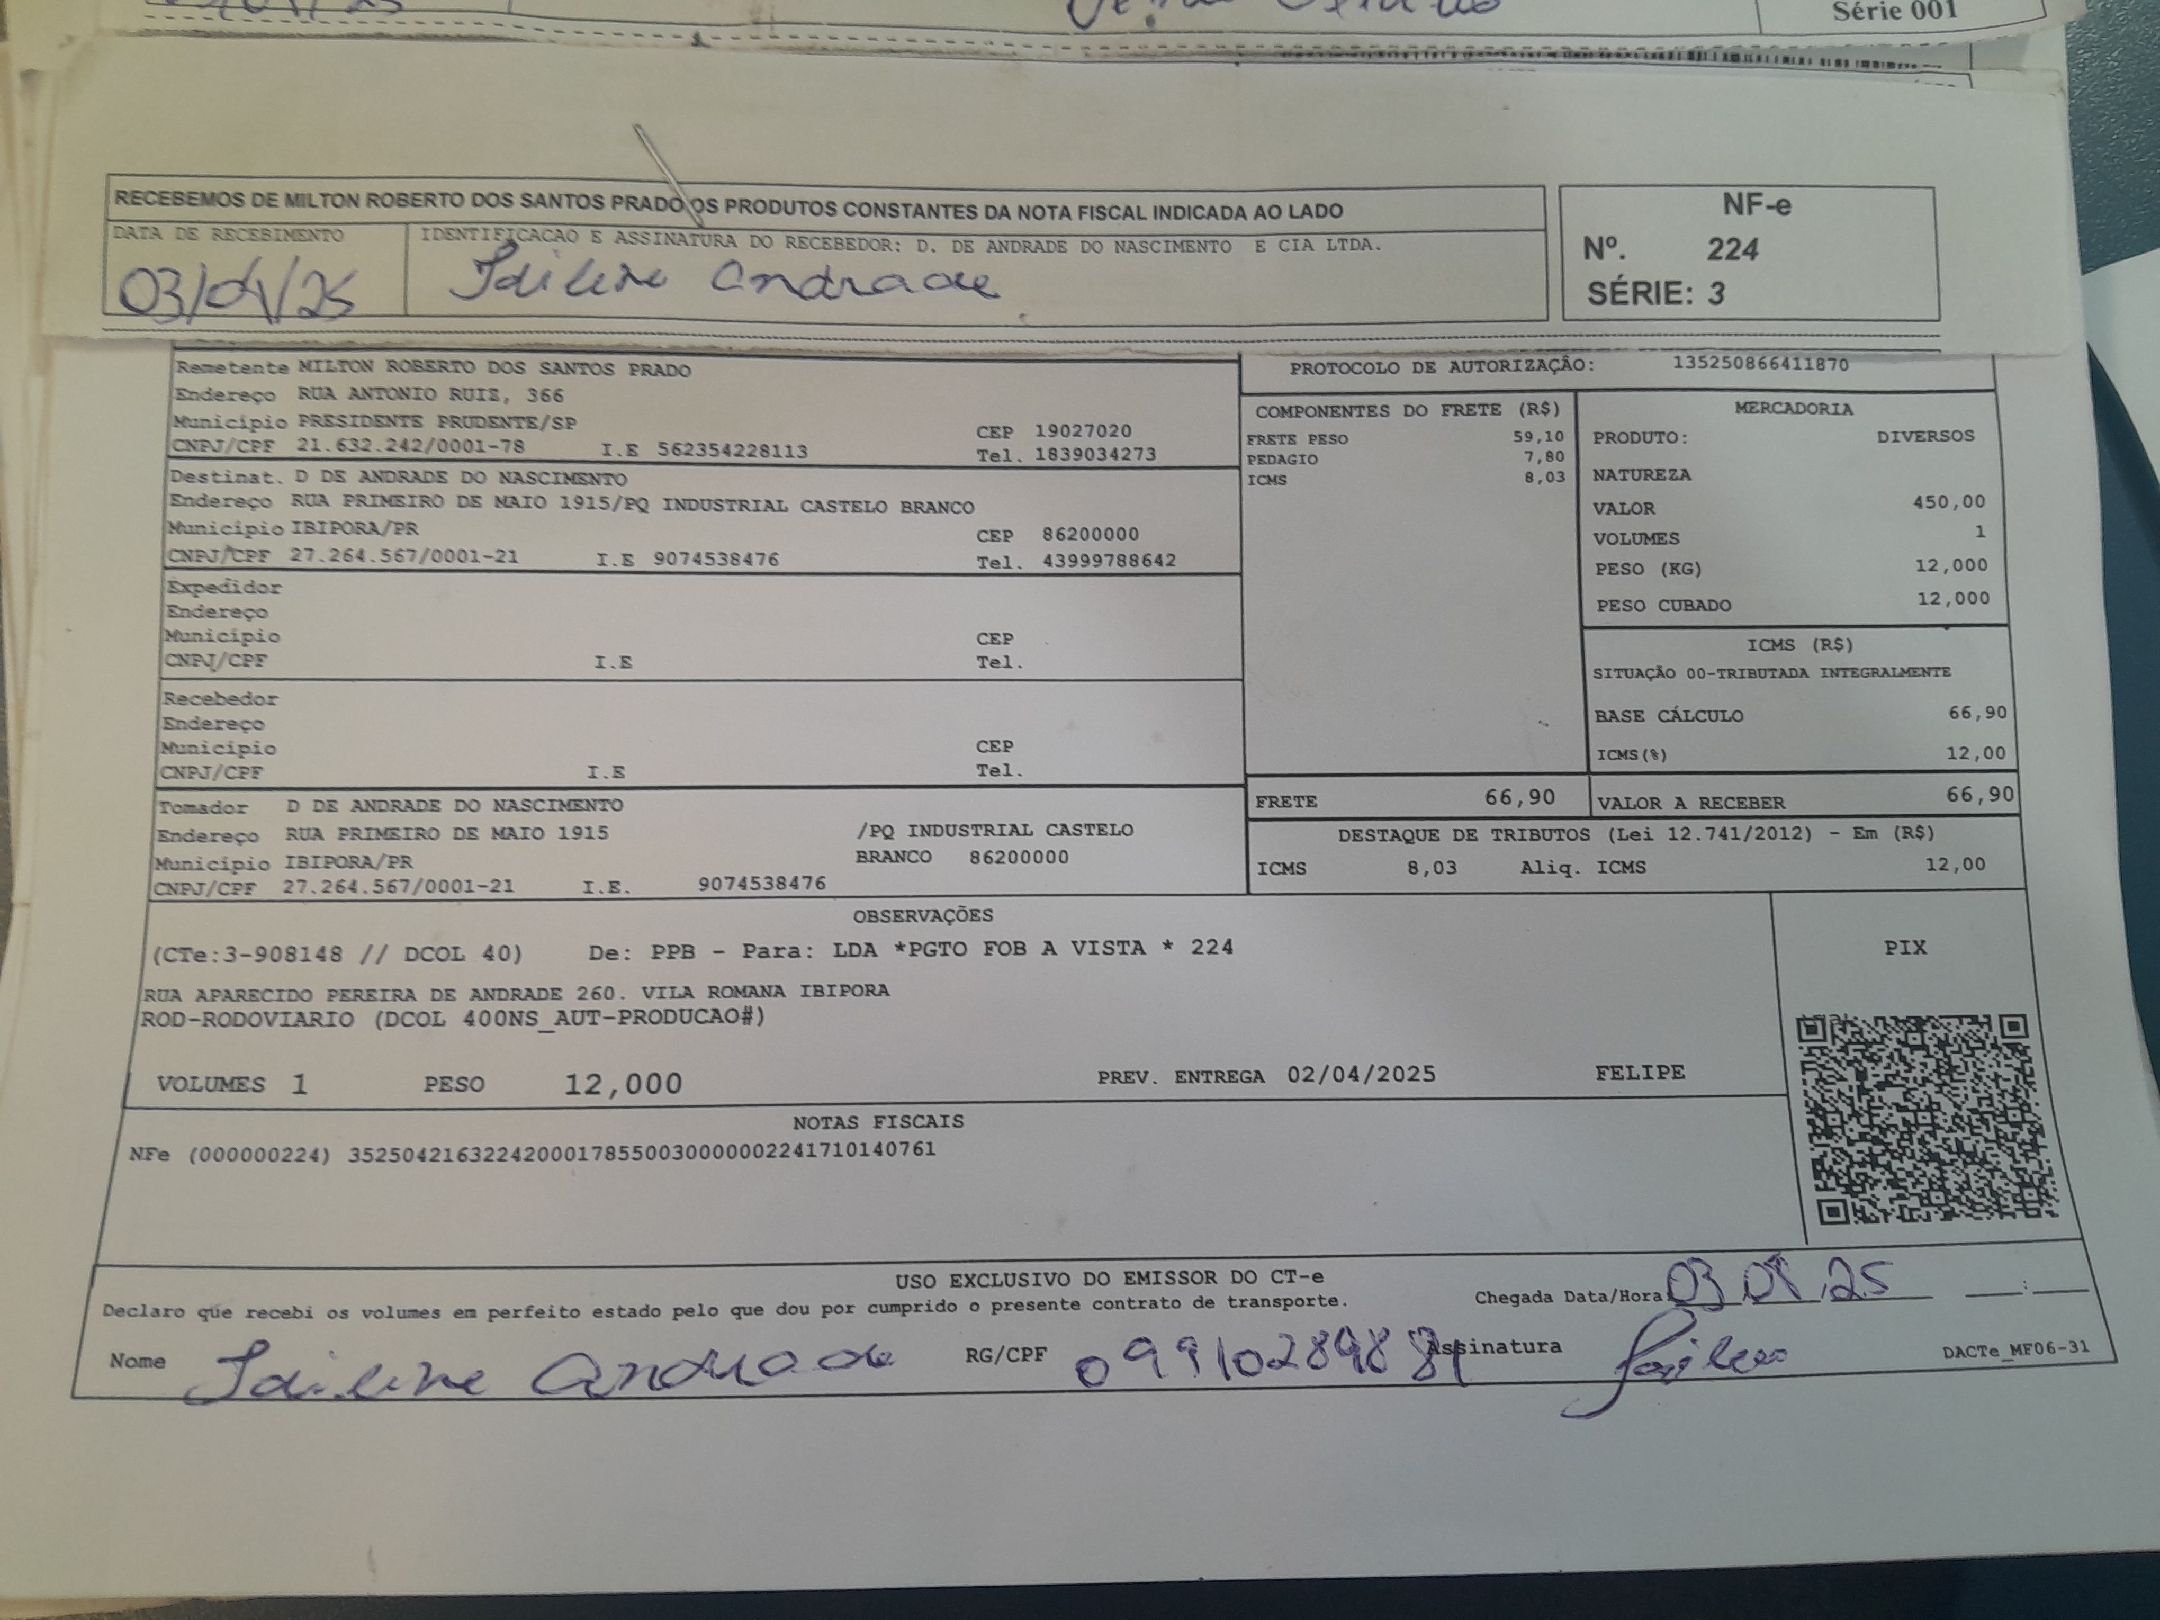 Série 001
RECEBEMOS DE MILTON ROBERTO DOS SANTOS PRADO OS PRODUTOS CONSTANTES DA NOTA FISCAL INDICADA AO LADO
DATA DE RECEBIMENTO
03/04/25
IDENTIFICACAO E ASSINATURA DO RECEBEDOR: D. DE ANDRADE DO NASCIMENTO E CIA LTDA.
Andrade
NF-e
Nº. 224
SÉRIE: 3
Remetente MILTON ROBERTO DOS SANTOS PRADO
Endereço RUA ANTONIO RUIZ, 366
Município PRESIDENTE PRUDENTE/SP CEP 19027020
CNPJ/CPF 21.632.242/0001-78 I.E 562354228113 Tel. 1839034273
Destinat. D DE ANDRADE DO NASCIMENTO
Endereço RUA PRIMEIRO DE MAIO 1915/PQ INDUSTRIAL CASTELO BRANCO
Município IBIPORA/PR CEP 86200000
CNPJ/CPF 27.264.567/0001-21 I.E 9074538476 Tel. 43999788642
Expedidor
Endereço
Município CEP
CNPJ/CPF I.E Tel.
Recebedor
Endereço
Município CEP
CNPJ/CPF I.E Tel.
Tomador D DE ANDRADE DO NASCIMENTO
Endereço RUA PRIMEIRO DE MAIO 1915 /PQ INDUSTRIAL CASTELO
Município IBIPORA/PR BRANCO 86200000
CNPJ/CPF 27.264.567/0001-21 I.E. 9074538476
PROTOCOLO DE AUTORIZAÇÃO: 135250866411870
COMPONENTES DO FRETE (R$)
FRETE PESO 59,10
PEDAGIO 7,80
ICMS 8,03
MERCADORIA
PRODUTO: DIVERSOS
NATUREZA
VALOR 450,00
VOLUMES 1
PESO (KG) 12,000
PESO CUBADO 12,000
ICMS (R$)
SITUAÇÃO 00-TRIBUTADA INTEGRALMENTE
BASE CÁLCULO 66,90
ICMS(%) 12,00
FRETE 66,90
VALOR A RECEBER 66,90
DESTAQUE DE TRIBUTOS (Lei 12.741/2012) - Em (R$)
ICMS 8,03 Aliq. ICMS 12,00
OBSERVAÇÕES
(CTe:3-908148 // DCOL 40) De: PPB - Para: LDA *PGTO FOB A VISTA * 224
RUA APARECIDO PEREIRA DE ANDRADE 260. VILA ROMANA IBIPORA
ROD-RODOVIARIO (DCOL 400NS_AUT-PRODUCAO#)
VOLUMES 1 PESO 12,000 PREV. ENTREGA 02/04/2025 FELIPE
PIX
NOTAS FISCAIS
NFe (000000224) 35250421632242000178550030000002241710140761
USO EXCLUSIVO DO EMISSOR DO CT-e
Declaro que recebi os volumes em perfeito estado pelo que dou por cumprido o presente contrato de transporte.
Chegada Data/Hora 03 04 25 :
Nome Andrade RG/CPF Assinatura
DACTe_MF06-31